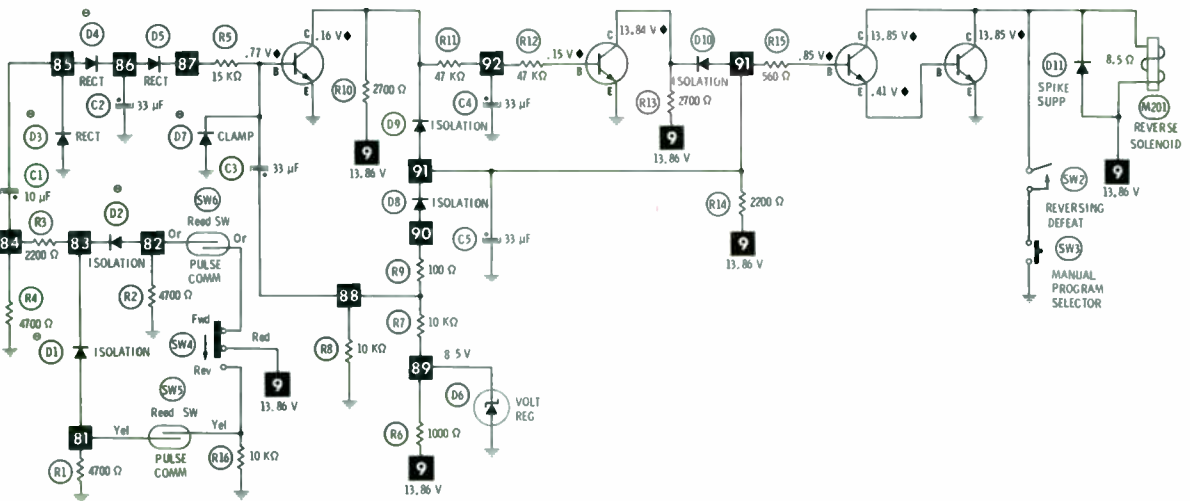 D4 D5 R5
85 86 87
RECT RECT 15 KΩ
.77 V♦ B C E .16 V♦
C2 33 µF
D3 RECT
D7 CLAMP
C3 33 µF
C1
10 µF
R10 2700 Ω
9
13.86 V
R11 92 R12
47 KΩ 47 KΩ
C4 33 µF
.15 V♦ B C E 13.84 V♦
D9 ISOLATION
91
D8 ISOLATION
90
R9 100 Ω
C5 33 µF
D10 91 R15
ISOLATION 560 Ω
R13 2700 Ω
9
13.86 V
R14 2200 Ω
9
13.86 V
.85 V♦ B C E 13.85 V♦
.41 V♦ B C E 13.85 V♦
D11
SPIKE
SUPP
8.5 Ω
M201
REVERSE
SOLENOID
9
13.86 V
SW2
REVERSING
DEFEAT
SW3
MANUAL
PROGRAM
SELECTOR
84 R3 83 D2 82 Or
2200 Ω
ISOLATION
SW6
Reed SW
Or
PULSE
COMM
R4
4700 Ω
R2 4700 Ω
D1 ISOLATION
Fwd
SW4 Red
Rev
9
13.86 V
SW5
Reed SW
81 Yel Yel
PULSE
COMM
R1 4700 Ω
R16 10 KΩ
88
R8 10 KΩ
R7 10 KΩ
89 8 5 V
D6 VOLT
REG
R6 1000 Ω
9
13.86 V